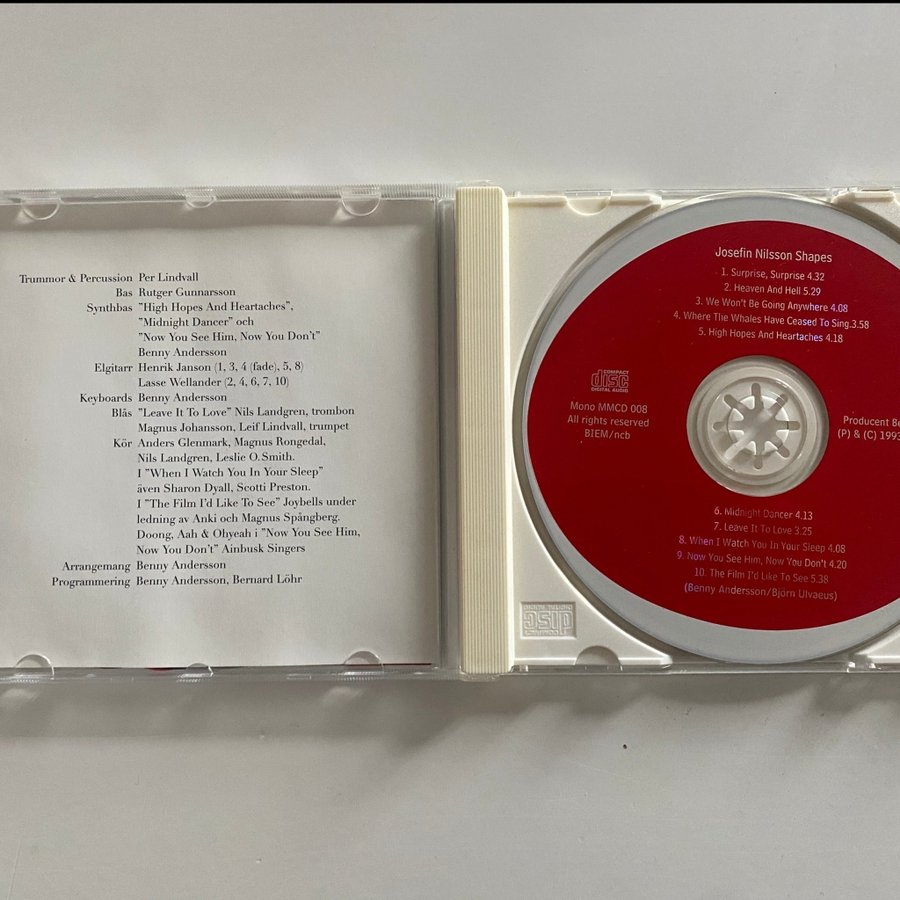 Trummor & Percussion Per Lindvall
Bas Rutger Gunnarsson
Synthbas "High Hopes And Heartaches",
"Midnight Dancer" och
"Now You See Him, Now You Don't"
Benny Andersson
Elgitarr Henrik Janson (1, 3, 4 (fade), 5, 8)
Lasse Wellander (2, 4, 6, 7, 10)
Keyboards Benny Andersson
Blås "Leave It To Love" Nils Landgren, trombon
Magnus Johansson, Leif Lindvall, trumpet
Kör Anders Glenmark, Magnus Rongedal,
Nils Landgren, Leslie O. Smith.
I "When I Watch You In Your Sleep"
även Sharon Dyall, Scotti Preston.
I "The Film I'd Like To See" Joybells under
ledning av Anki och Magnus Spångberg.
Doong, Aah & Ohyeah i "Now You See Him,
Now You Don't" Ainbusk Singers
Arrangemang Benny Andersson
Programmering Benny Andersson, Bernard Löhr
Josefin Nilsson Shapes
1. Surprise, Surprise 4.32
2. Heaven And Hell 5.29
3. We Won't Be Going Anywhere 4.08
4. Where The Whales Have Ceased To Sing.3.58
5. High Hopes And Heartaches 4.18
COMPACT
disc
DIGITAL AUDIO
Mono MMCD 008
All rights reserved
BIEM/ncb
Producent Be
(P) & (C) 1993
6. Midnight Dancer 4.13
7. Leave It To Love 3.25
8. When I Watch You In Your Sleep 4.08
9. Now You See Him, Now You Don't 4.20
10. The Film I'd Like To See 5.38
(Benny Andersson/Björn Ulvaeus)
COMPACT
disc
DIGITAL AUDIO